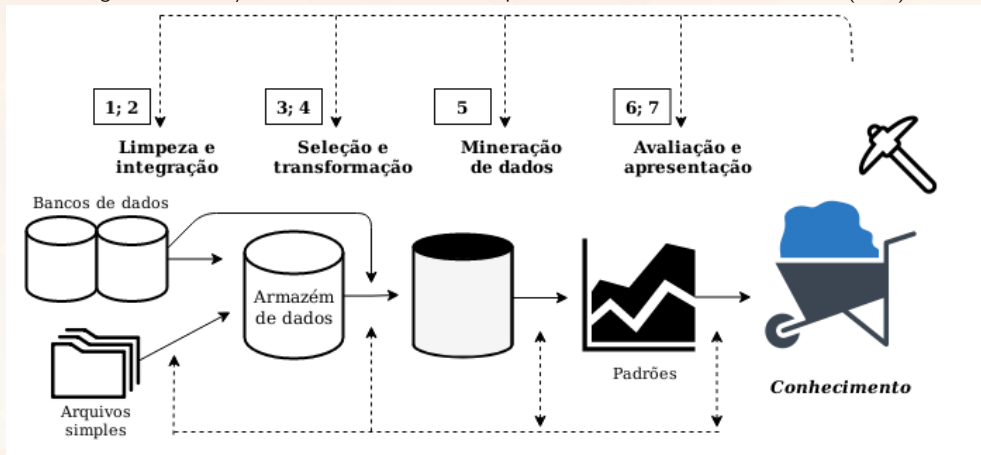 1; 2
3; 4
5
6; 7
Limpeza e
integração
Seleção e
transformação
Mineração
de dados
Avaliação e
apresentação
Bancos de dados
Armazém
de dados
Arquivos
simples
Padrões
Conhecimento